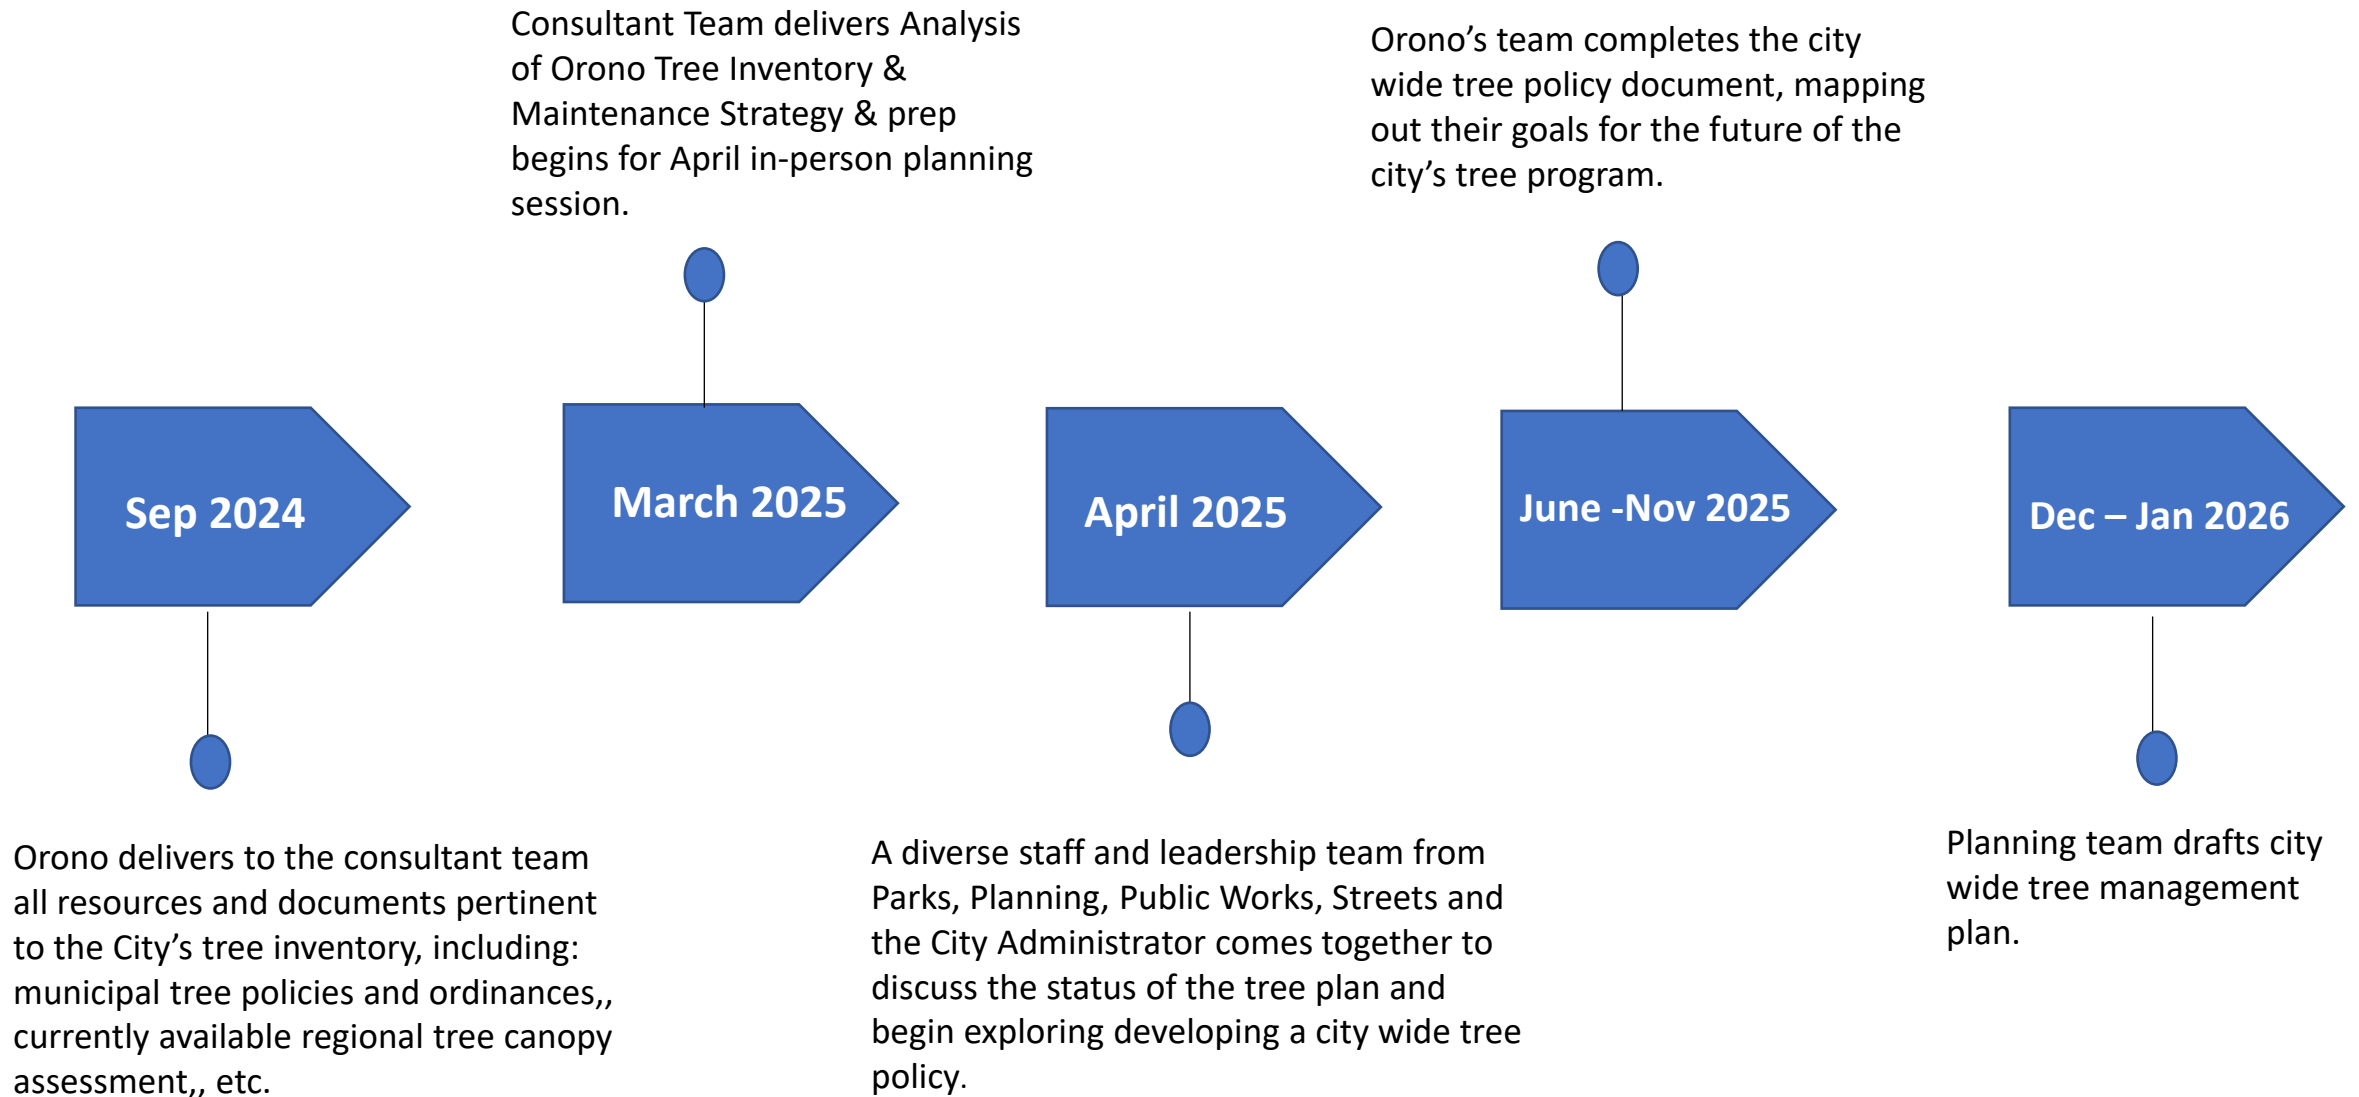 Consultant Team delivers Analysis
of Orono Tree Inventory &
Maintenance Strategy & prep
begins for April in-person planning
session.
Orono’s team completes the city
wide tree policy document, mapping
out their goals for the future of the
city’s tree program.
Sep 2024
March 2025
April 2025
June -Nov 2025
Dec – Jan 2026
Orono delivers to the consultant team
all resources and documents pertinent
to the City’s tree inventory, including:
municipal tree policies and ordinances,,
currently available regional tree canopy
assessment,, etc.
A diverse staff and leadership team from
Parks, Planning, Public Works, Streets and
the City Administrator comes together to
discuss the status of the tree plan and
begin exploring developing a city wide tree
policy.
Planning team drafts city
wide tree management
plan.